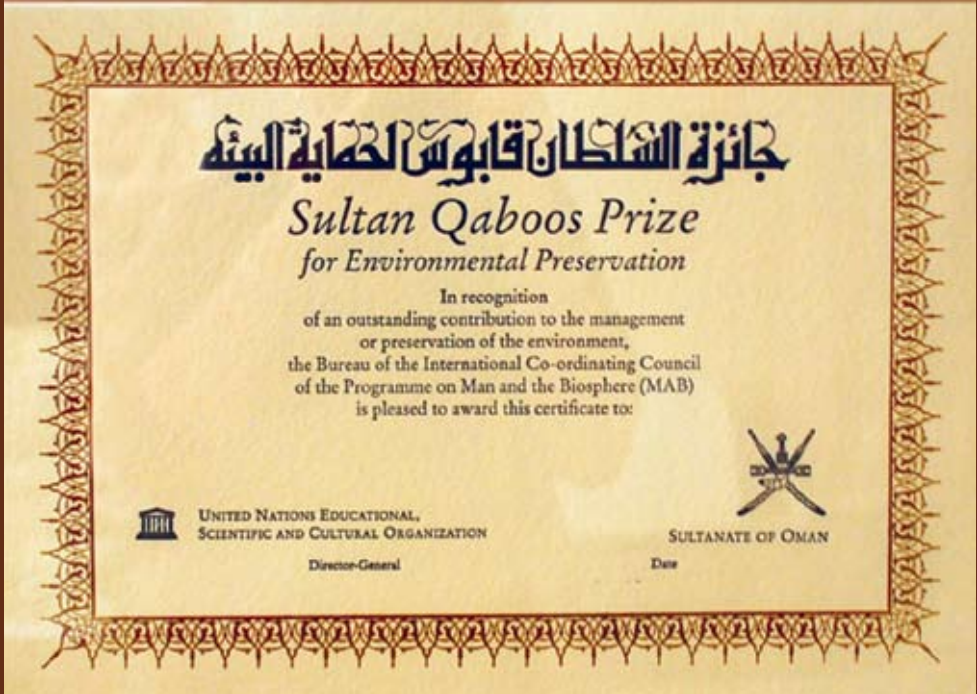 جائزة السلطان قابوس لحماية البيئه
Sultan Qaboos Prize
for Environmental Preservation
In recognition
of an outstanding contribution to the management
or preservation of the environment,
the Bureau of the International Co-ordinating Council
of the Programme on Man and the Biosphere (MAB)
is pleased to award this certificate to:
UNITED NATIONS EDUCATIONAL,
SCIENTIFIC AND CULTURAL ORGANIZATION
Director-General
SULTANATE OF OMAN
Date